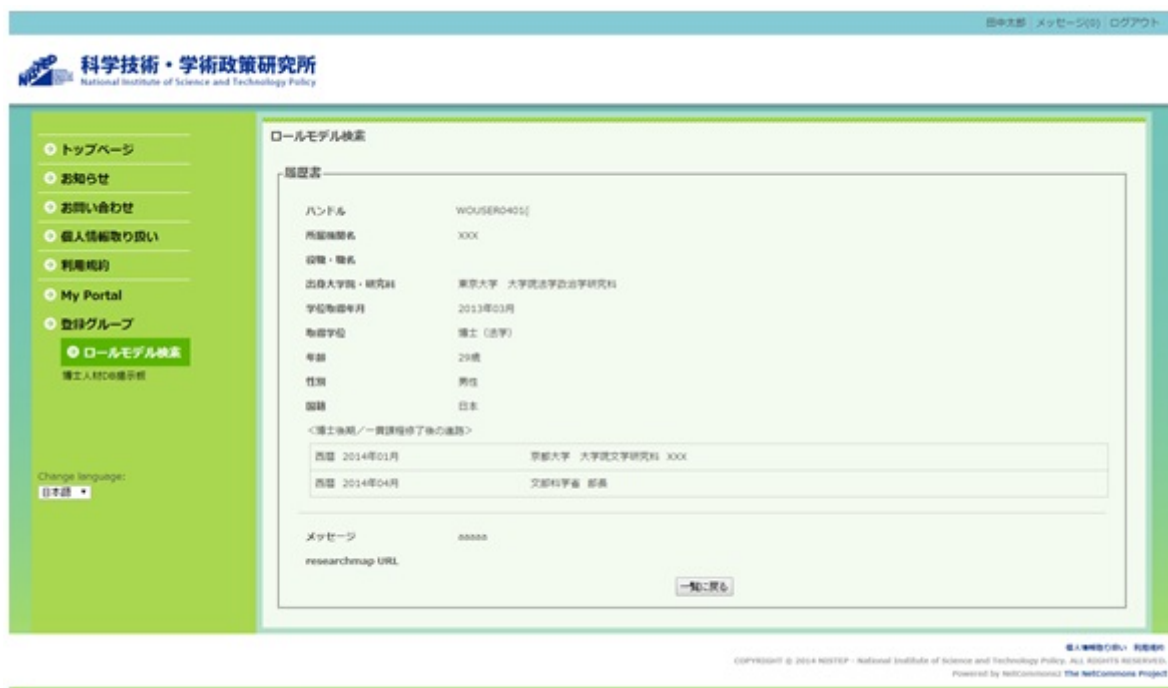 田中太郎 メッセージ(0) ログアウト
NISTEP 科学技術・学術政策研究所
National Institute of Science and Technology Policy
トップページ
お知らせ
お問い合わせ
個人情報取り扱い
利用規約
My Portal
登録グループ
ロールモデル検索
博士人材DB掲示板
Change language:
日本語
ロールモデル検索
履歴書
ハンドル WOUSER0401(
所属機関名 XXX
役職・職名
出身大学院・研究科 東京大学 大学院法学政治学研究科
学位取得年月 2013年03月
取得学位 博士（法学）
年齢 29歳
性別 男性
国籍 日本
＜博士後期／一貫課程修了後の進路＞
西暦 2014年01月 京都大学 大学院文学研究科 XXX
西暦 2014年04月 文部科学省 部長
メッセージ aaaaa
researchmap URL
一覧に戻る
個人情報取り扱い 利用規約
COPYRIGHT © 2014 NISTEP - National Institute of Science and Technology Policy. ALL RIGHTS RESERVED.
Powered by NetCommons2 The NetCommons Project